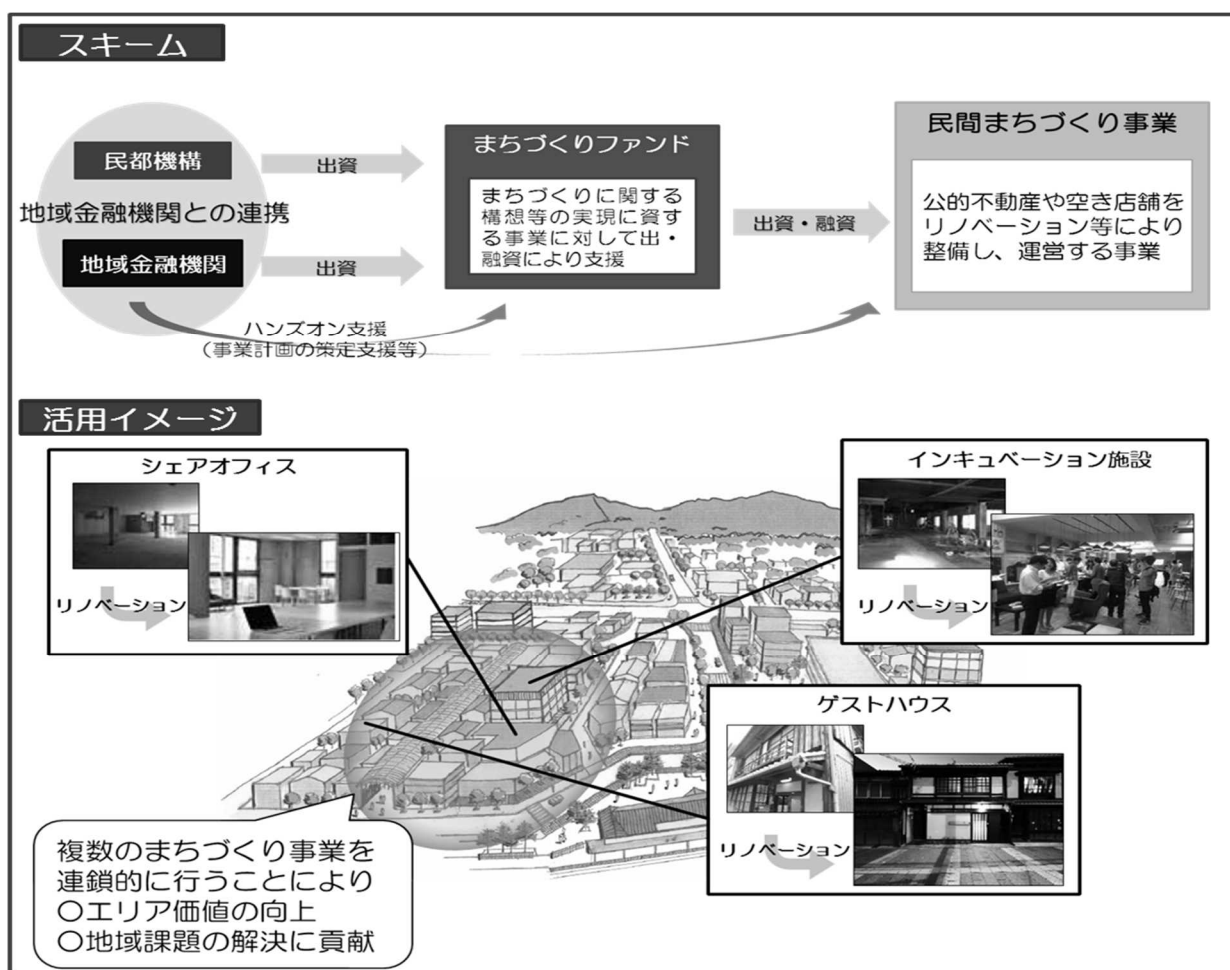 スキーム
民都機構
地域金融機関との連携
地域金融機関
出資
出資
まちづくりファンド
まちづくりに関する
構想等の実現に資す
る事業に対して出・
融資により支援
出資・融資
民間まちづくり事業
公的不動産や空き店舗を
リノベーション等により
整備し、運営する事業
ハンズオン支援
（事業計画の策定支援等）
活用イメージ
シェアオフィス
リノベーション
インキュベーション施設
リノベーション
ゲストハウス
リノベーション
複数のまちづくり事業を
連鎖的に行うことにより
〇エリア価値の向上
〇地域課題の解決に貢献